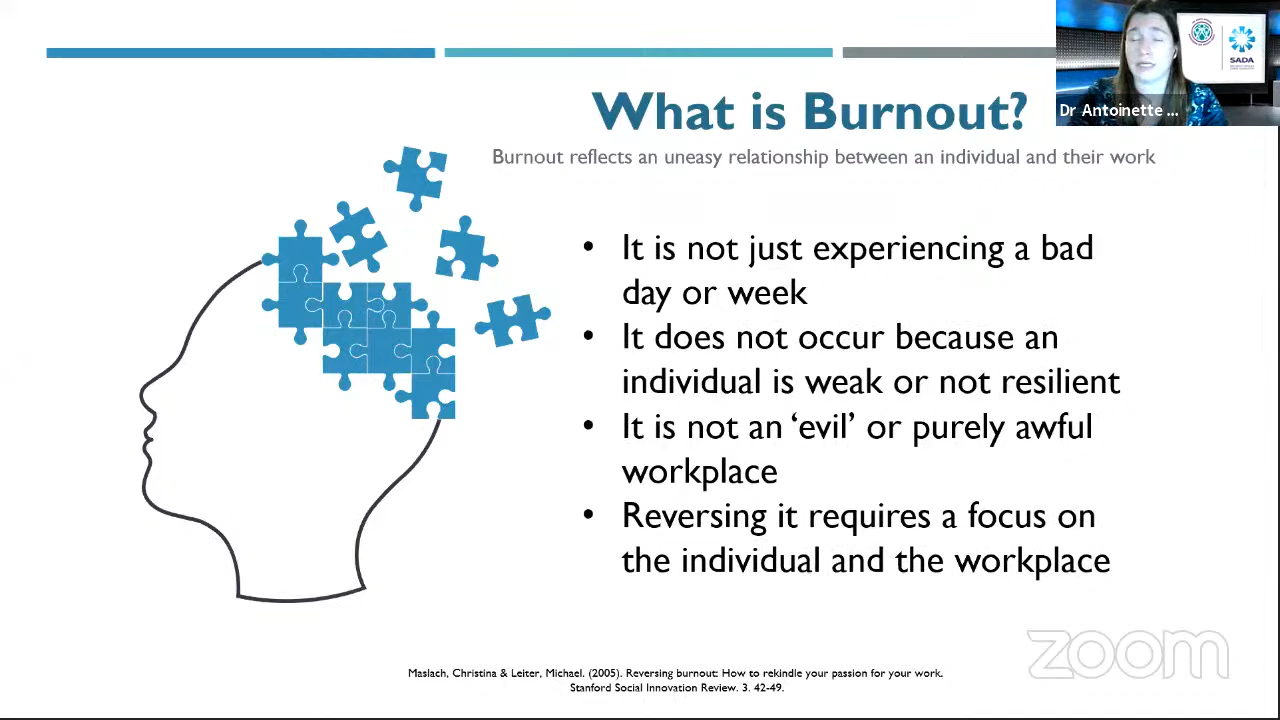 SADA
Dr Antoinette ...
What is Burnout?
Burnout reflects an uneasy relationship between an individual and their work
• It is not just experiencing a bad
day or week
• It does not occur because an
individual is weak or not resilient
• It is not an ‘evil’ or purely awful
workplace
• Reversing it requires a focus on
the individual and the workplace
zoom
Maslach, Christina & Leiter, Michael. (2005). Reversing burnout: How to rekindle your passion for your work.
Stanford Social Innovation Review. 3. 42-49.